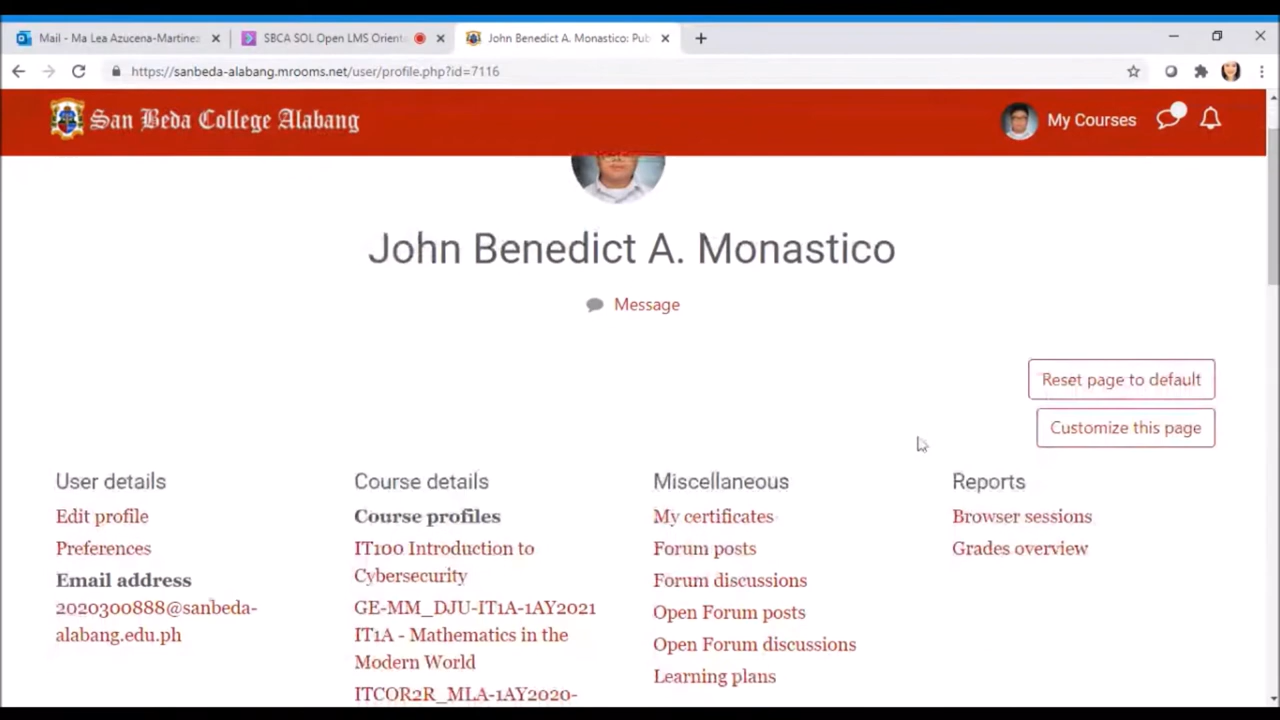 Mail - Ma Lea Azucena-Martinez
SBCA SOL Open LMS Orient
John Benedict A. Monastico: Pub
https://sanbeda-alabang.mrooms.net/user/profile.php?id=7116
San Beda College Alabang
My Courses
John Benedict A. Monastico
Message
Reset page to default
Customize this page
User details
Edit profile
Preferences
Email address
2020300888@sanbeda-
alabang.edu.ph
Course details
Course profiles
IT100 Introduction to
Cybersecurity
GE-MM_DJU-IT1A-1AY2021
IT1A - Mathematics in the
Modern World
ITCOR2R_MLA-1AY2020-
Miscellaneous
My certificates
Forum posts
Forum discussions
Open Forum posts
Open Forum discussions
Learning plans
Reports
Browser sessions
Grades overview